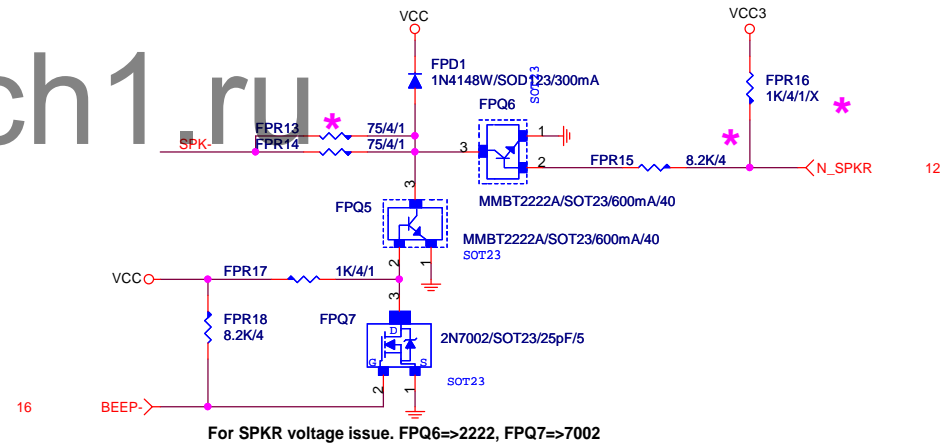 VCC
VCC3
FPD1
1N4148W/SOD123/300mA
SOT23
FPR16
1K/4/1/X
ch1.ru
FPQ6
*
*
*
FPR13
75/4/1
1
SPK-
FPR14
75/4/1
3
2
FPR15
8.2K/4
N_SPKR
12
3
MMBT2222A/SOT23/600mA/40
FPQ5
MMBT2222A/SOT23/600mA/40
SOT23
2
1
VCC
FPR17
1K/4/1
3
FPR18
8.2K/4
FPQ7
D
2N7002/SOT23/25pF/5
G
S
SOT23
2
1
16
BEEP-
For SPKR voltage issue. FPQ6=>2222, FPQ7=>7002